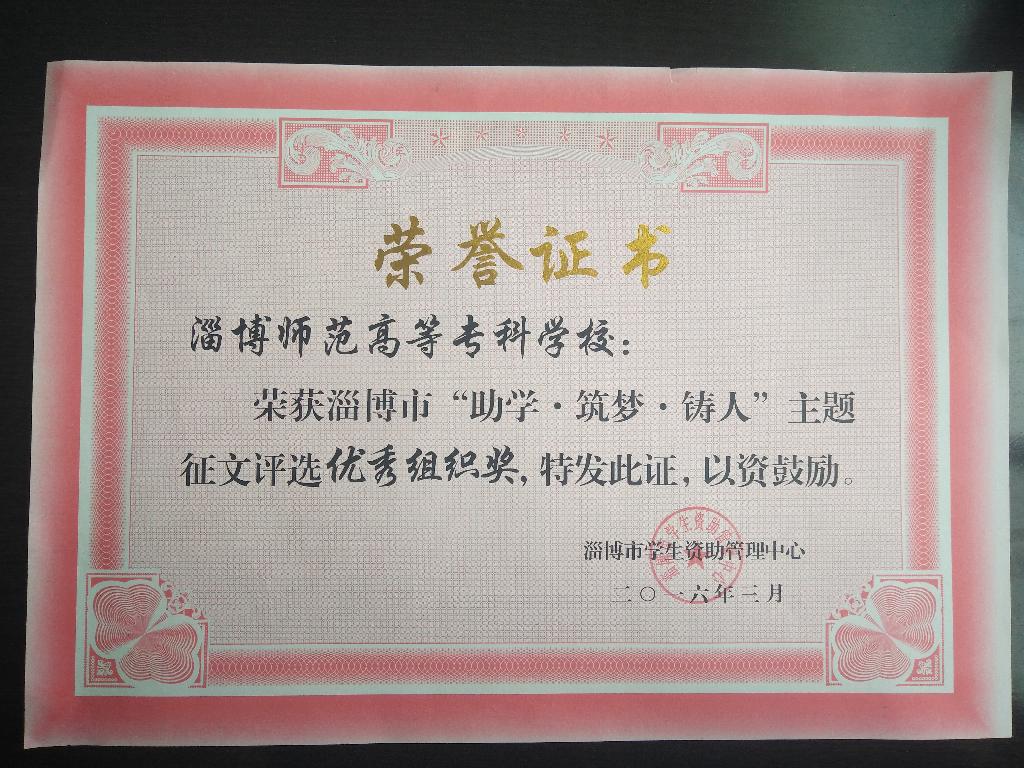 荣誉证书
淄博师范高等专科学校：
荣获淄博市“助学·筑梦·铸人”主题
征文评选优秀组织奖，特发此证，以资鼓励。
淄博市学生资助管理中心
二〇一六年三月